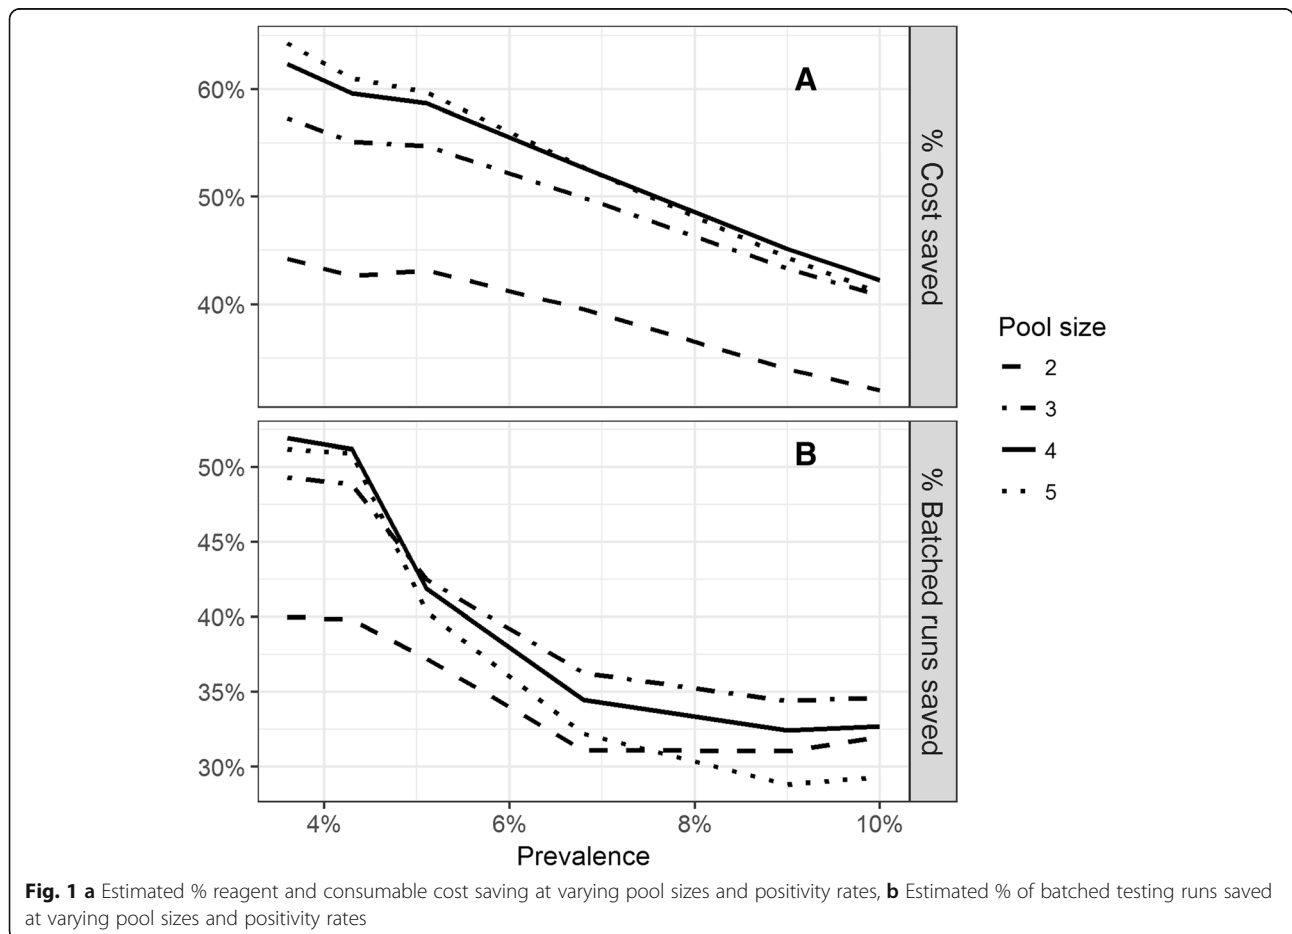 A
60%
50%
40%
% Cost saved
B
50%
45%
40%
35%
30%
% Batched runs saved
4%
6%
8%
10%
Prevalence
Pool size
2
3
4
5
Fig. 1 a Estimated % reagent and consumable cost saving at varying pool sizes and positivity rates, b Estimated % of batched testing runs saved
at varying pool sizes and positivity rates